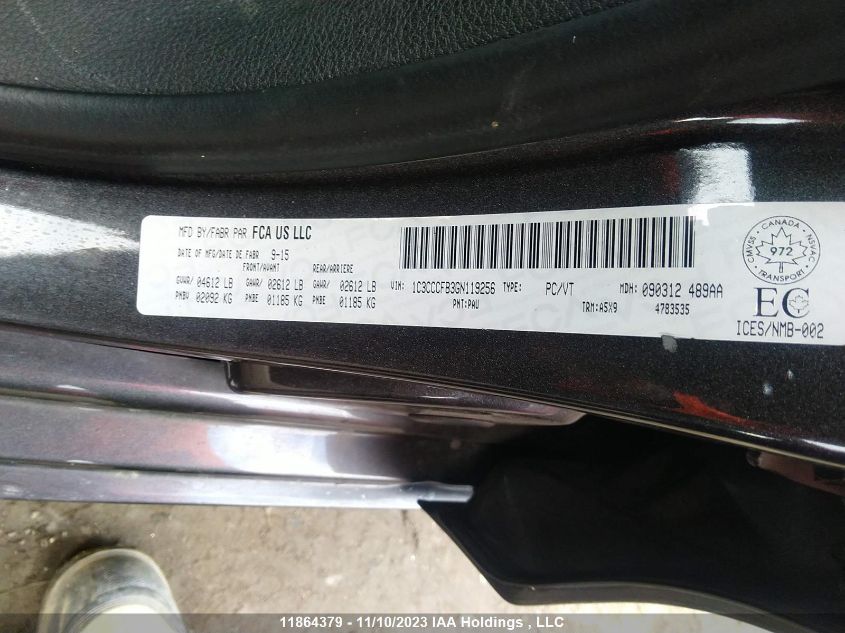 MFD BY/FABR PAR FCA US LLC
DATE OF MFG/DATE DE FABR 9-15
FRONT/AVANT REAR/ARRIERE
GVWR/ 04612 LB GAWR/ 02612 LB GAWR/ 02612 LB
PNBV 02092 KG PNBE 01185 KG PNBE 01185 KG
VIN: 1C3CCCFB3GN119256 TYPE: PC/VT MDH: 090312 489AA
PNT:PAU TRM:A5X9 4783535
CMVSS CANADA NSVAC
972
TRANSPORT
EC
ICES/NMB-002
11864379 - 11/10/2023 IAA Holdings , LLC